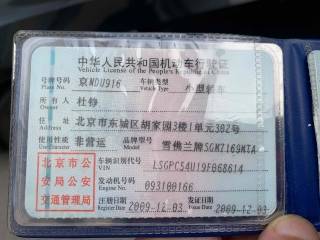 中华人民共和国机动车行驶证
Vehicle License of the People's Republic of China
号牌号码 京NDU916 车辆类型 小型轿车
Plate No. Vehicle Type
所有人 杜铮
Owner
住址 北京市东城区胡家园3楼1单元302号
使用性质 非营运 品牌型号 雪佛兰牌SGM7169MTA
北京市公
安局公安
交通管理局
车辆识别代号 LSGPC54U19F068614
VIN
发动机号码 093100166
Engine No.
注册日期 2009-12-03 发证日期 2009-12-03
Register Date Issue Date